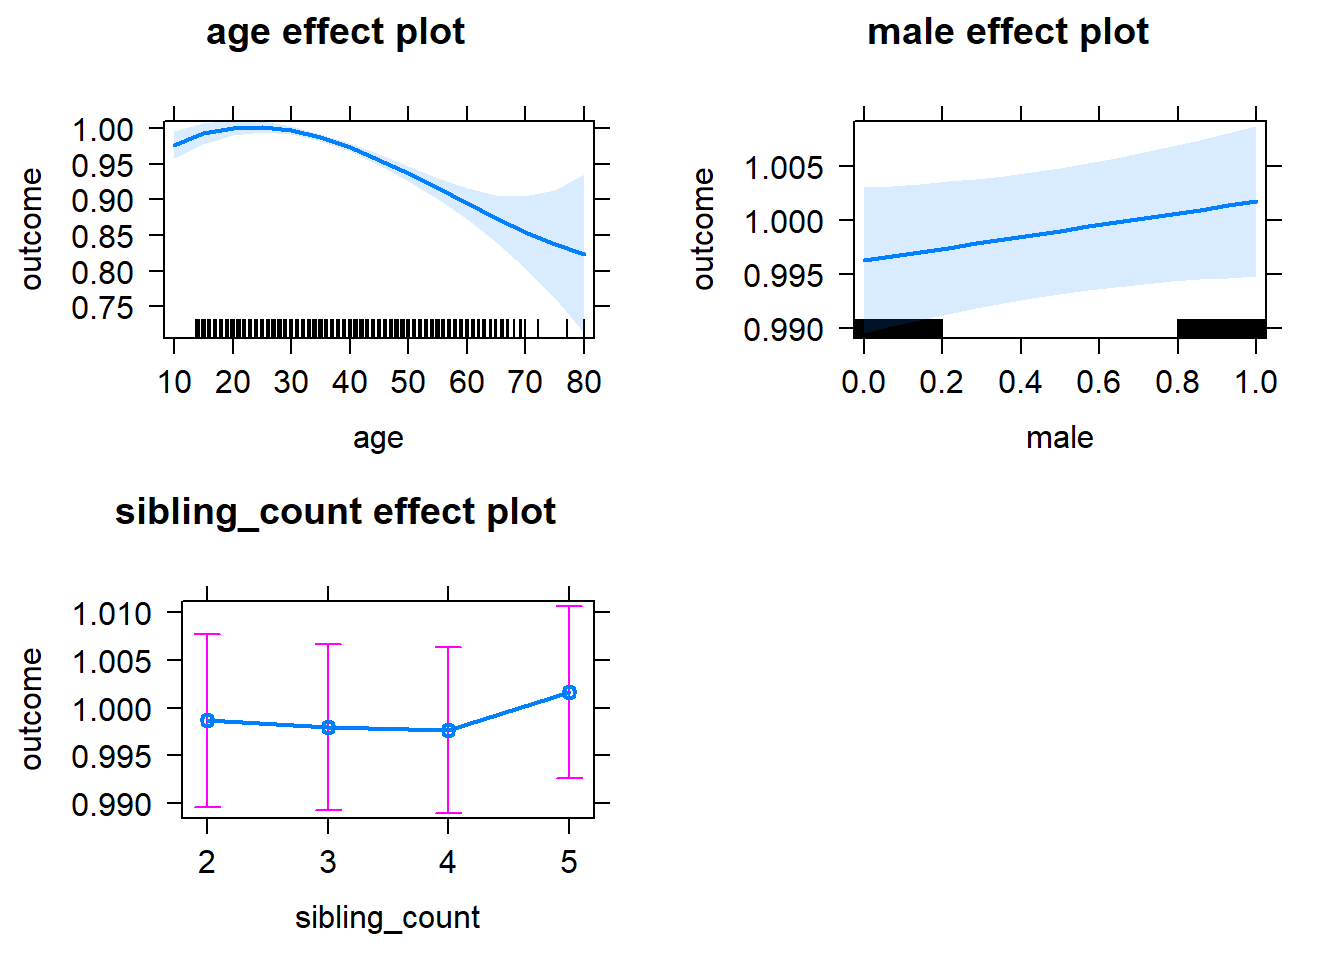 age effect plot
outcome
1.00
0.95
0.90
0.85
0.80
0.75
10 20 30 40 50 60 70 80
age
male effect plot
outcome
1.005
1.000
0.995
0.990
0.0 0.2 0.4 0.6 0.8 1.0
male
sibling_count effect plot
outcome
1.010
1.005
1.000
0.995
0.990
2 3 4 5
sibling_count